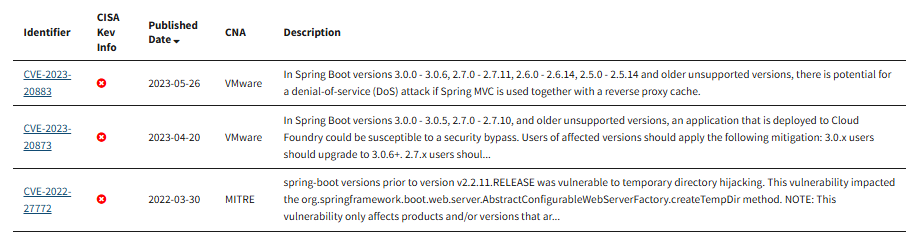 Identifier CISA Kev Info Published Date CNA Description
CVE-2023-20883 2023-05-26 VMware In Spring Boot versions 3.0.0 - 3.0.6, 2.7.0 - 2.7.11, 2.6.0 - 2.6.14, 2.5.0 - 2.5.14 and older unsupported versions, there is potential for
a denial-of-service (DoS) attack if Spring MVC is used together with a reverse proxy cache.
CVE-2023-20873 2023-04-20 VMware In Spring Boot versions 3.0.0 - 3.0.5, 2.7.0 - 2.7.10, and older unsupported versions, an application that is deployed to Cloud
Foundry could be susceptible to a security bypass. Users of affected versions should apply the following mitigation: 3.0.x users
should upgrade to 3.0.6+. 2.7.x users shoul...
CVE-2022-27772 2022-03-30 MITRE spring-boot versions prior to version v2.2.11.RELEASE was vulnerable to temporary directory hijacking. This vulnerability impacted
the org.springframework.boot.web.server.AbstractConfigurableWebServerFactory.createTempDir method. NOTE: This
vulnerability only affects products and/or versions that ar...